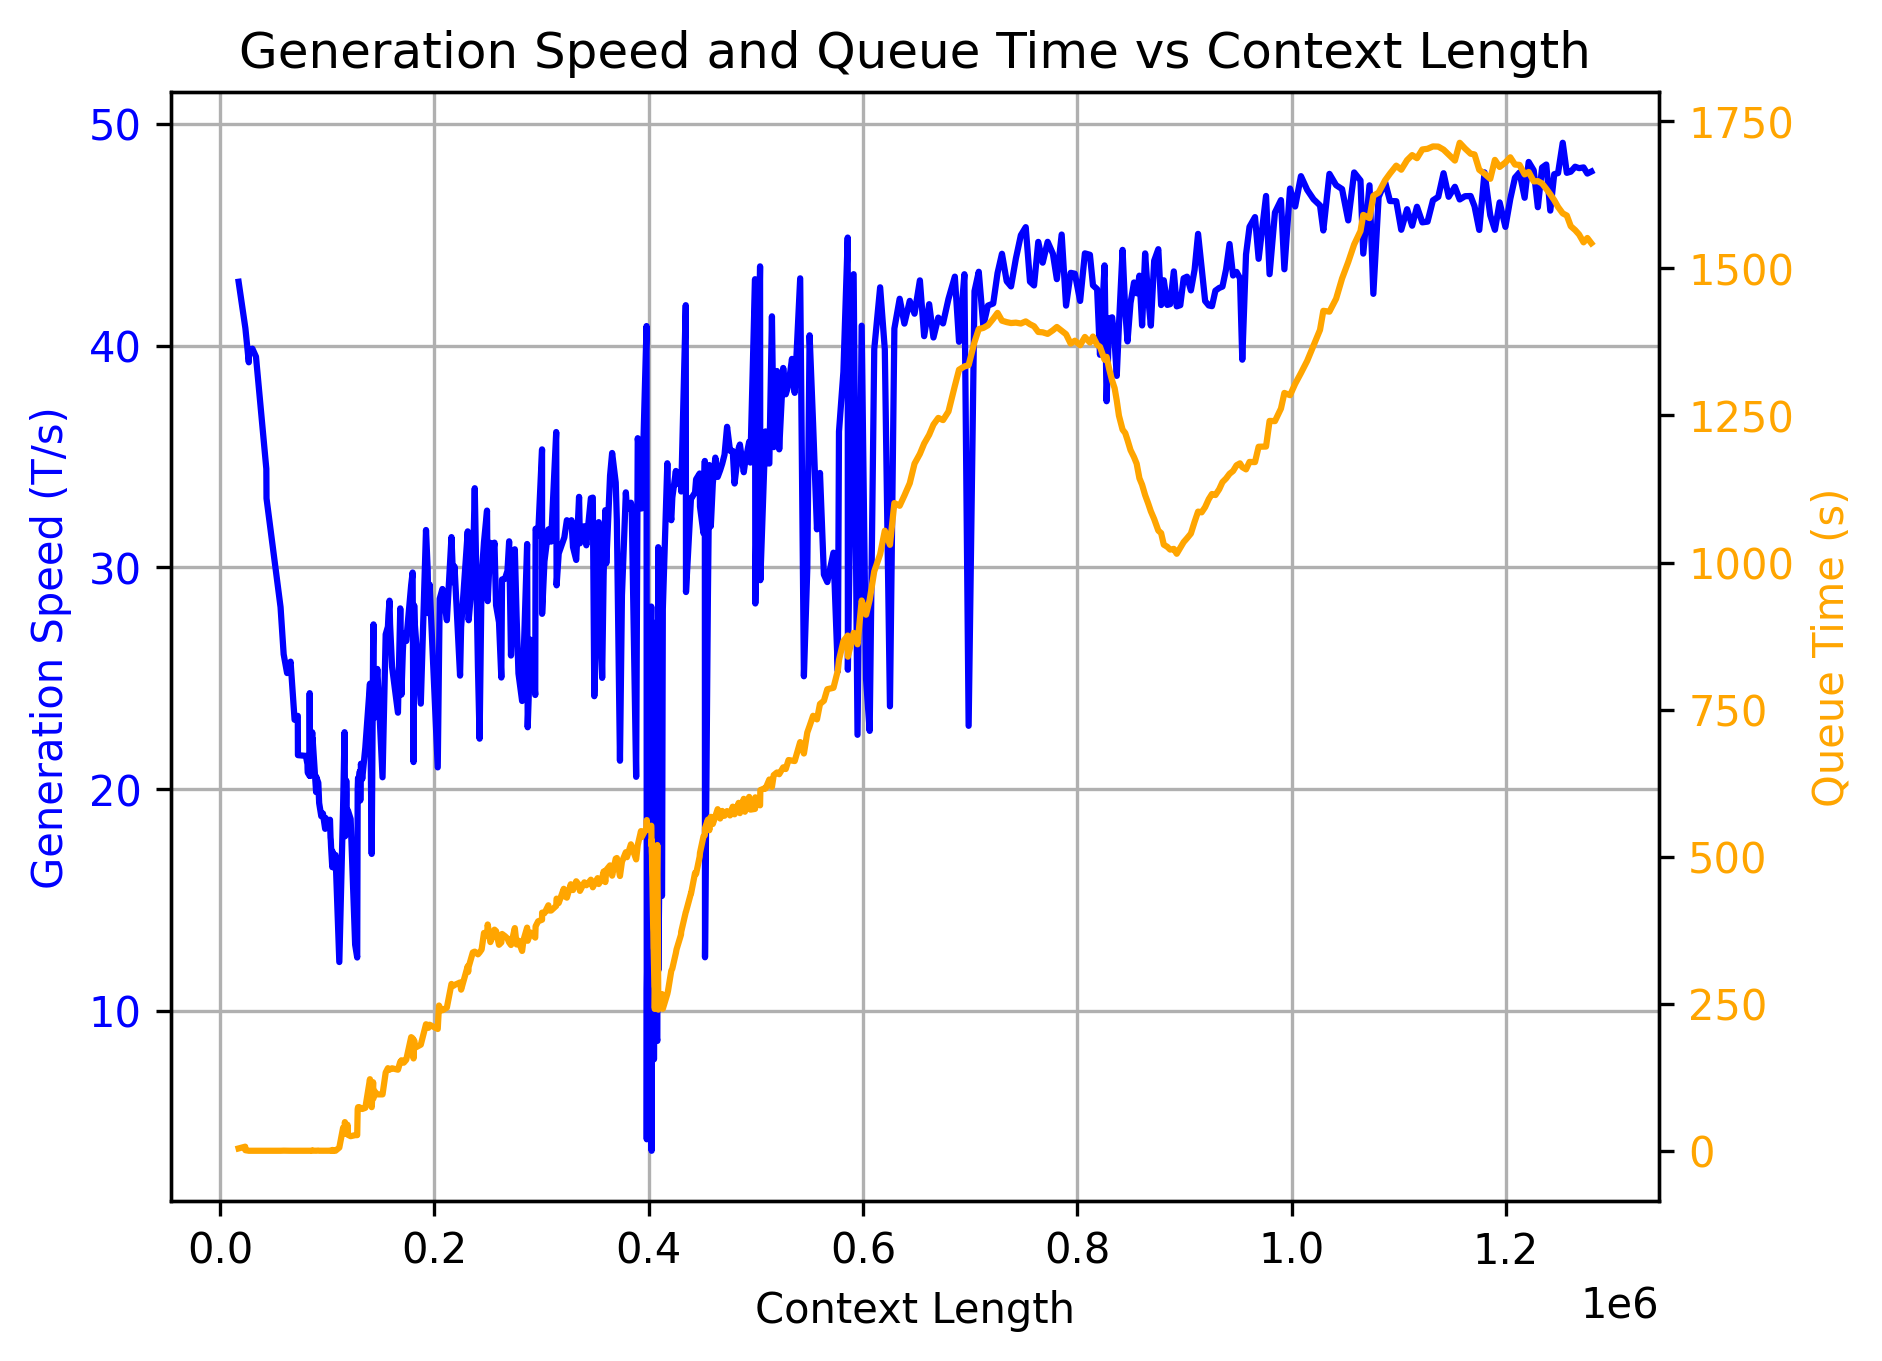 Generation Speed and Queue Time vs Context Length
50
40
30
20
10
Generation Speed (T/s)
1750
1500
1250
1000
750
500
250
0
Queue Time (s)
0.0 0.2 0.4 0.6 0.8 1.0 1.2
1e6
Context Length